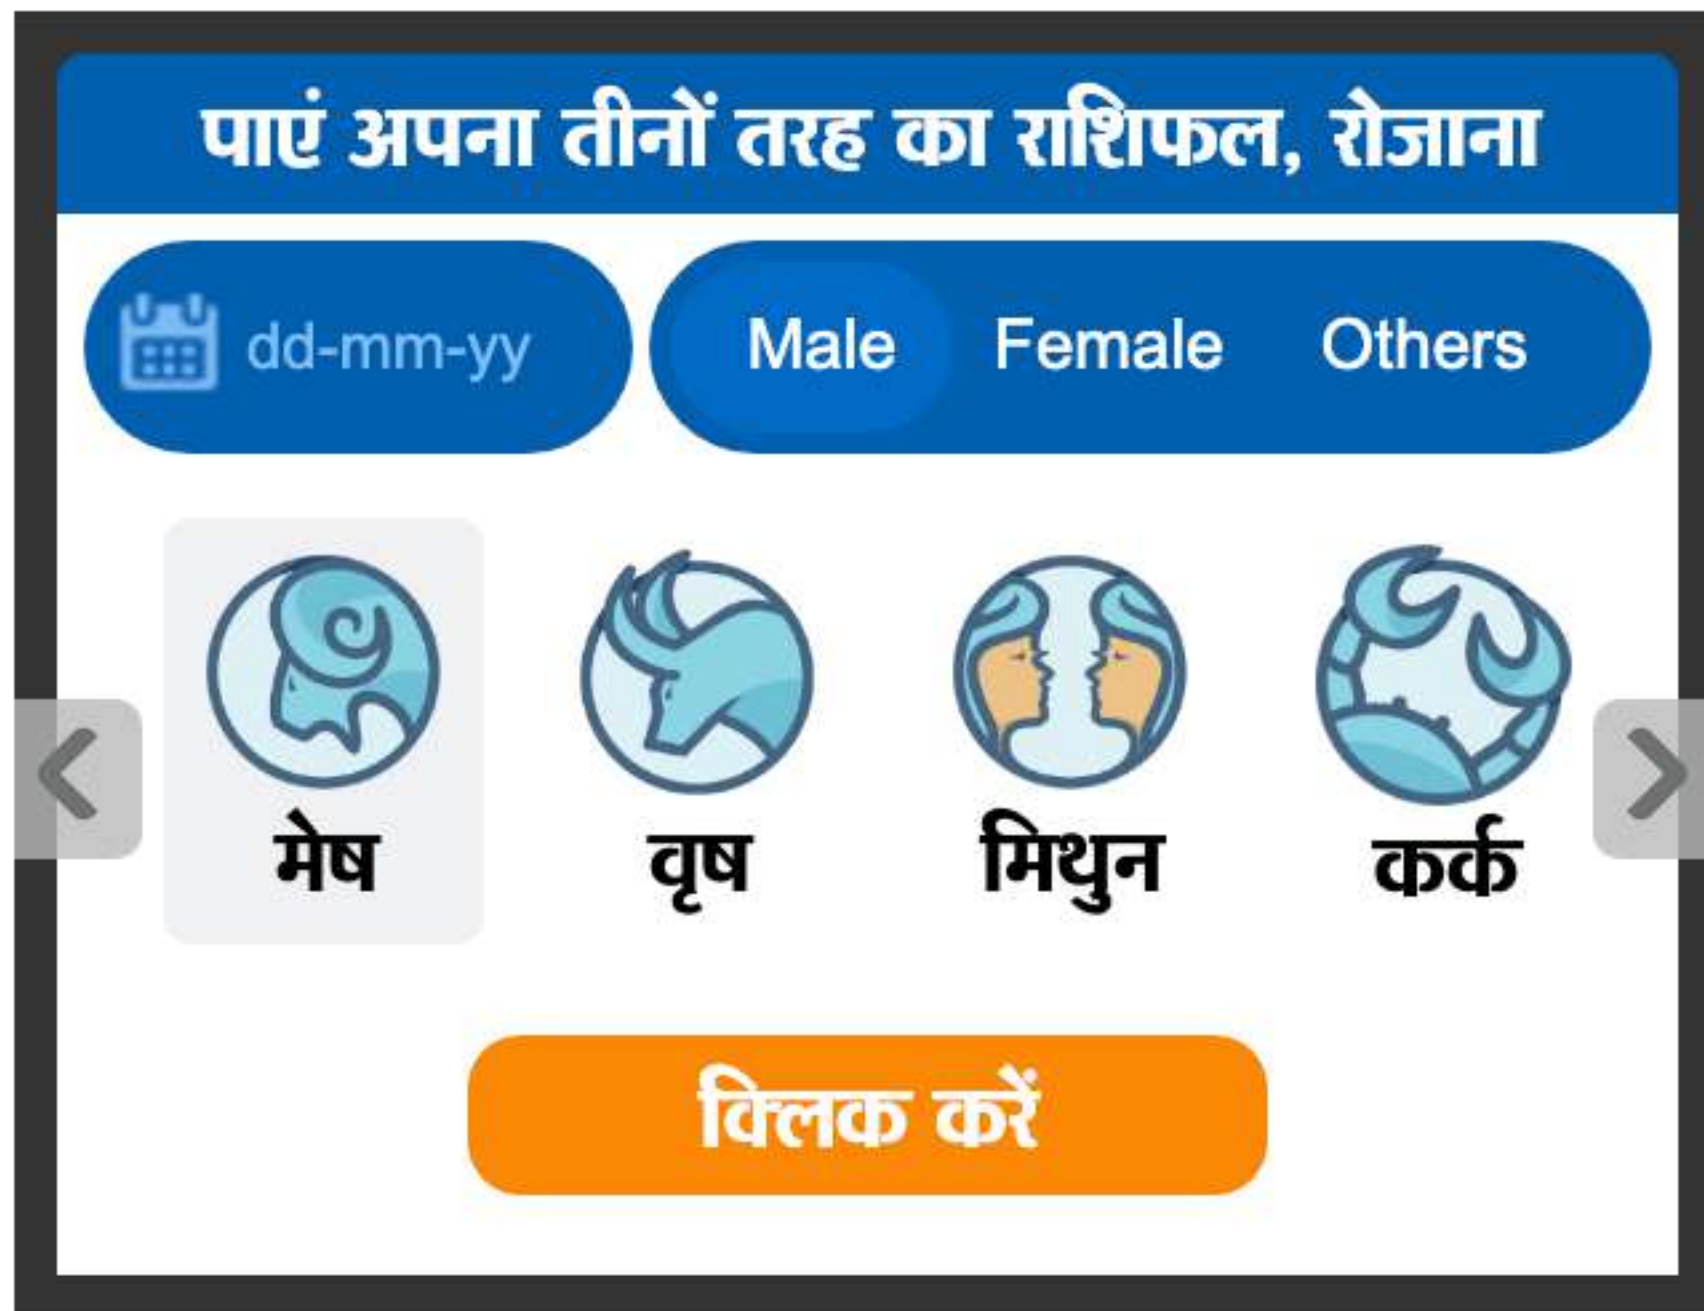 पाएं अपना तीनों तरह का राशिफल, रोजाना
dd-mm-yy Male Female Others
मेष वृष मिथुन कर्क
क्लिक करें